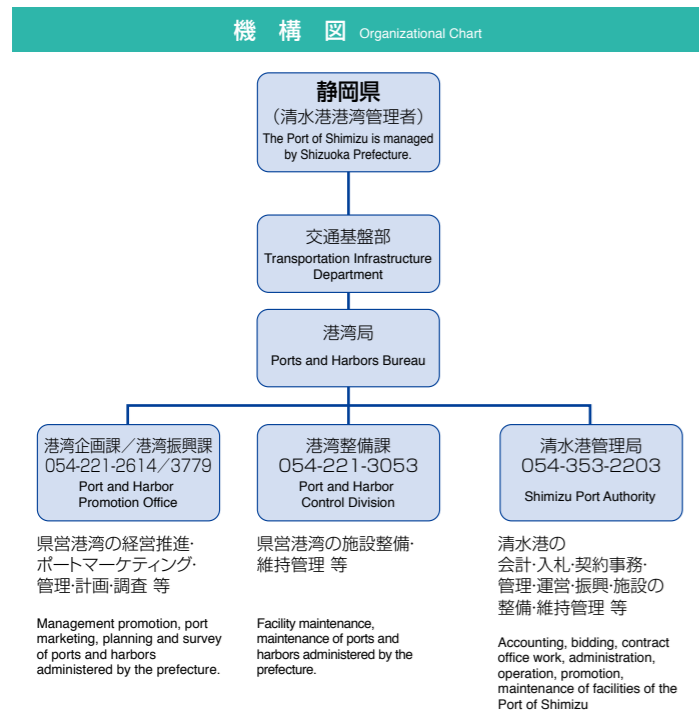 機 構 図 Organizational Chart
静岡県
（清水港港湾管理者）
The Port of Shimizu is managed
by Shizuoka Prefecture.
交通基盤部
Transportation Infrastructure
Department
港湾局
Ports and Harbors Bureau
港湾企画課／港湾振興課
054-221-2614／3779
Port and Harbor
Promotion Office
県営港湾の経営推進・
ポートマーケティング・
管理・計画・調査 等
Management promotion, port
marketing, planning and survey
of ports and harbors
administered by the prefecture.
港湾整備課
054-221-3053
Port and Harbor
Control Division
県営港湾の施設整備・
維持管理 等
Facility maintenance,
maintenance of ports and
harbors administered by the
prefecture.
清水港管理局
054-353-2203
Shimizu Port Authority
清水港の
会計・入札・契約事務・
管理・運営・振興・施設の
整備・維持管理 等
Accounting, bidding, contract
office work, administration,
operation, promotion,
maintenance of facilities of the
Port of Shimizu